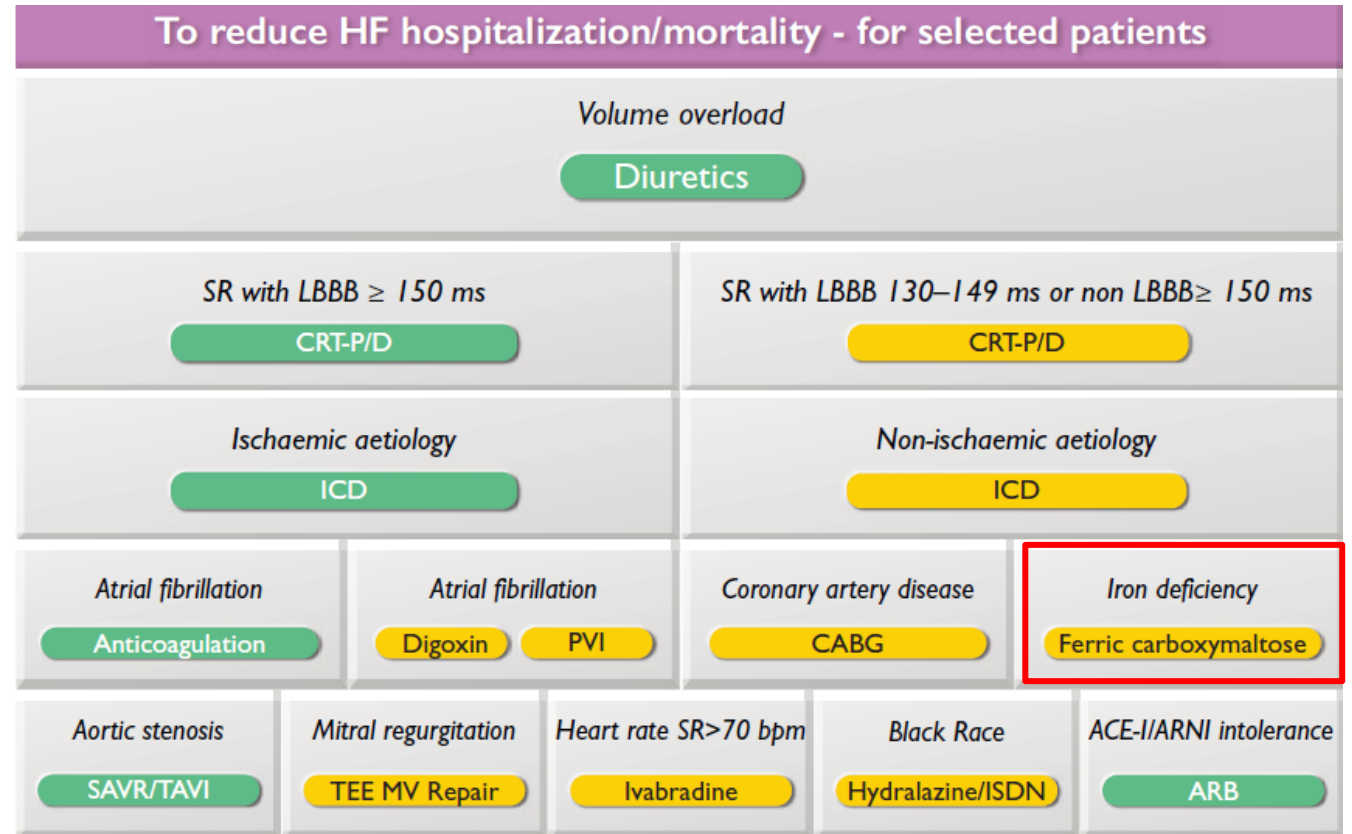 To reduce HF hospitalization/mortality - for selected patients
Volume overload
Diuretics
SR with LBBB ≥ 150 ms
CRT-P/D
SR with LBBB 130–149 ms or non LBBB≥ 150 ms
CRT-P/D
Ischaemic aetiology
ICD
Non-ischaemic aetiology
ICD
Atrial fibrillation
Anticoagulation
Atrial fibrillation
Digoxin PVI
Coronary artery disease
CABG
Iron deficiency
Ferric carboxymaltose
Aortic stenosis
SAVR/TAVI
Mitral regurgitation
TEE MV Repair
Heart rate SR>70 bpm
Ivabradine
Black Race
Hydralazine/ISDN
ACE-I/ARNI intolerance
ARB